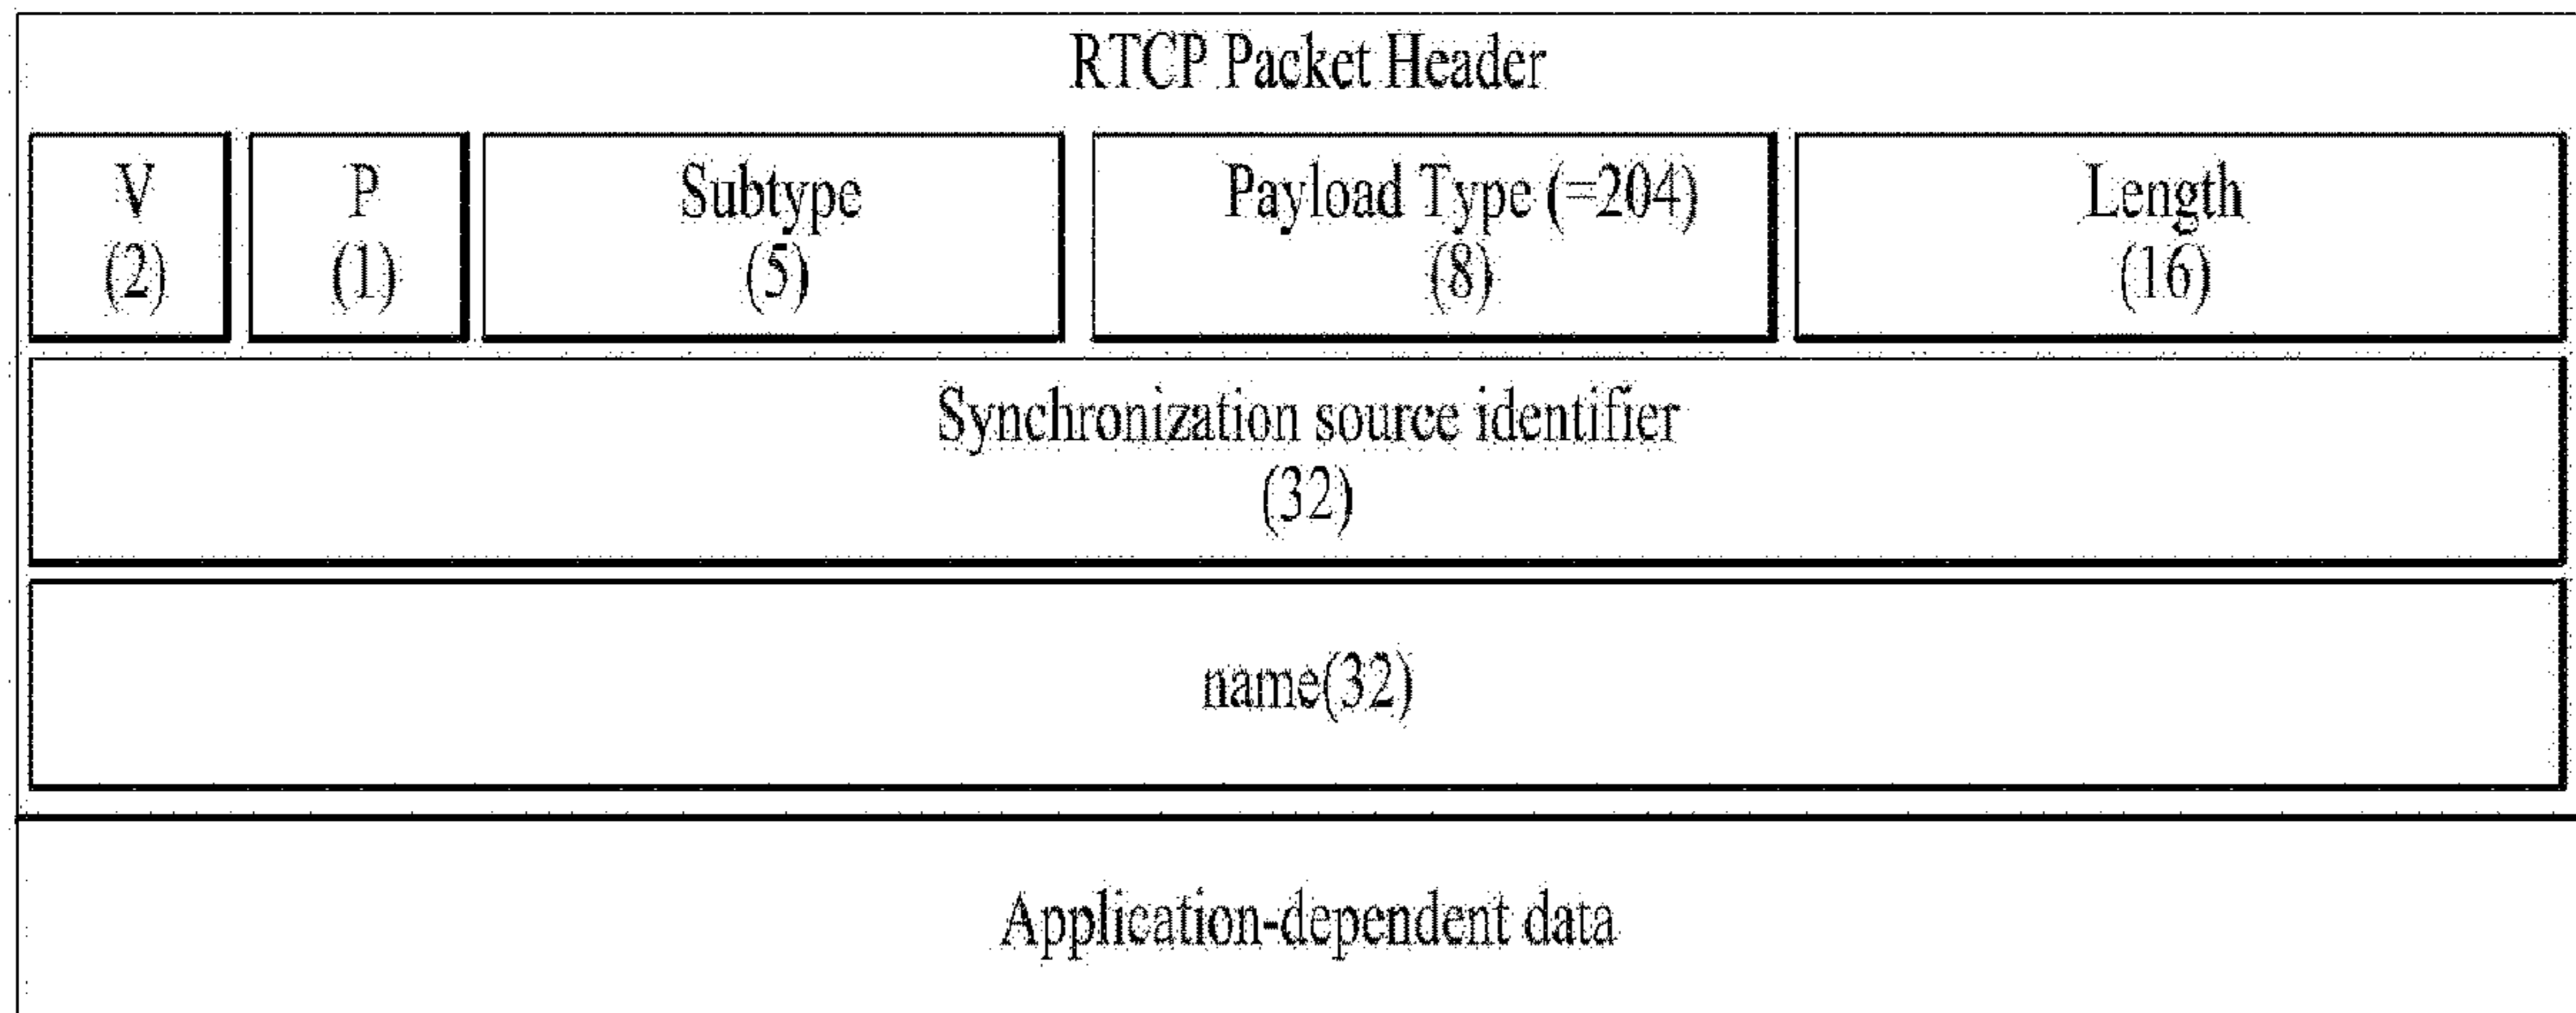 RTCP Packet Header
V
(2)
P
(1)
Subtype
(5)
Payload Type (=204)
(8)
Length
(16)
Synchronization source identifier
(32)
name(32)
Application-dependent data